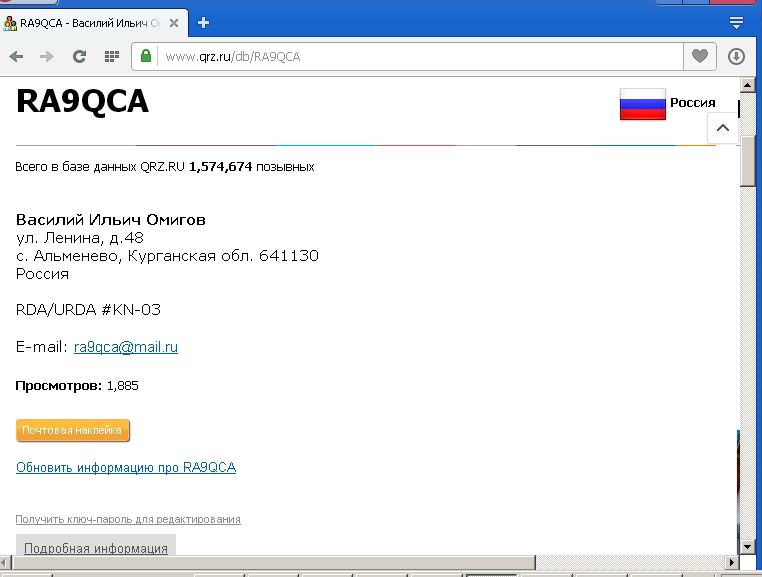 RA9QCA - Василий Ильич О
www.qrz.ru/db/RA9QCA
RA9QCA
Россия
Всего в базе данных QRZ.RU 1,574,674 позывных
Василий Ильич Омигов
ул. Ленина, д.48
с. Альменево, Курганская обл. 641130
Россия
RDA/URDA #KN-03
E-mail: ra9qca@mail.ru
Просмотров: 1,885
Почтовая наклейка
Обновить информацию про RA9QCA
Получить ключ-пароль для редактирования
Подробная информация